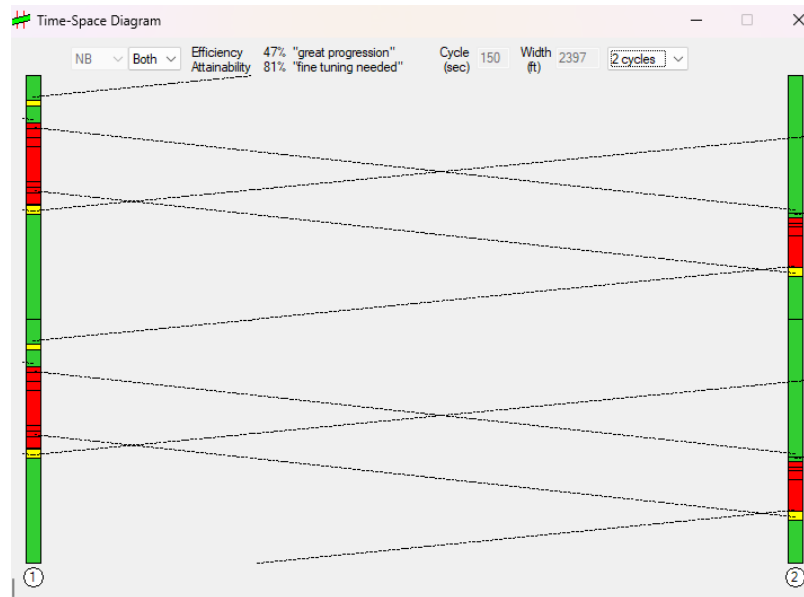 Time-Space Diagram
NB Both Efficiency 47% "great progression" Cycle 150 Width 2397 2 cycles
Attainability 81% "fine tuning needed" (sec) (ft)
1 2